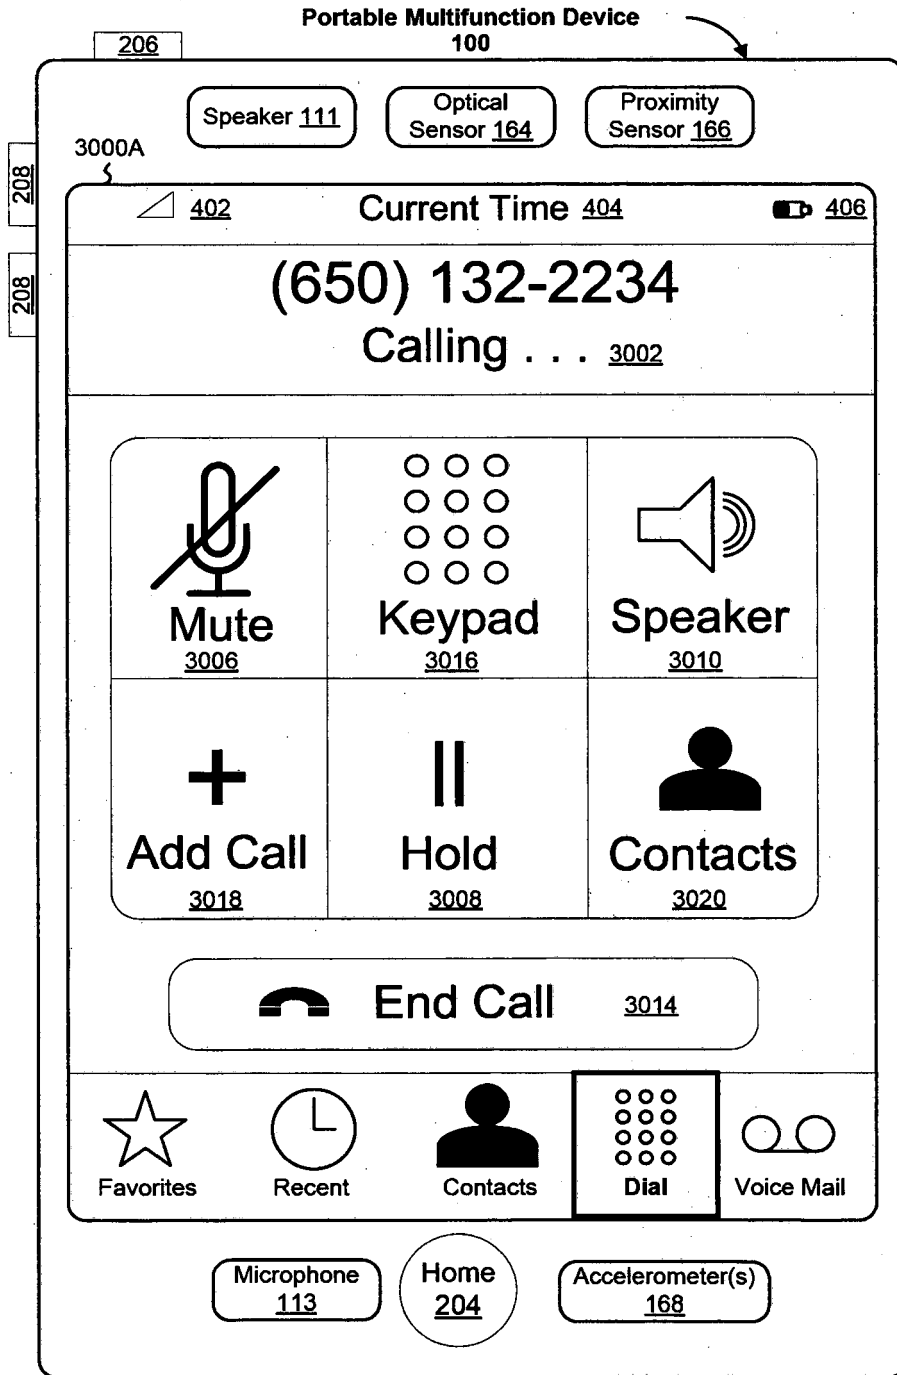 Portable Multifunction Device
100
206
Speaker 111
Optical
Sensor 164
Proximity
Sensor 166
3000A
208
208
402
Current Time 404
406
(650) 132-2234
Calling . . . 3002
Mute
3006
Keypad
3016
Speaker
3010
Add Call
3018
Hold
3008
Contacts
3020
End Call 3014
Favorites
Recent
Contacts
Dial
Voice Mail
Microphone
113
Home
204
Accelerometer(s)
168